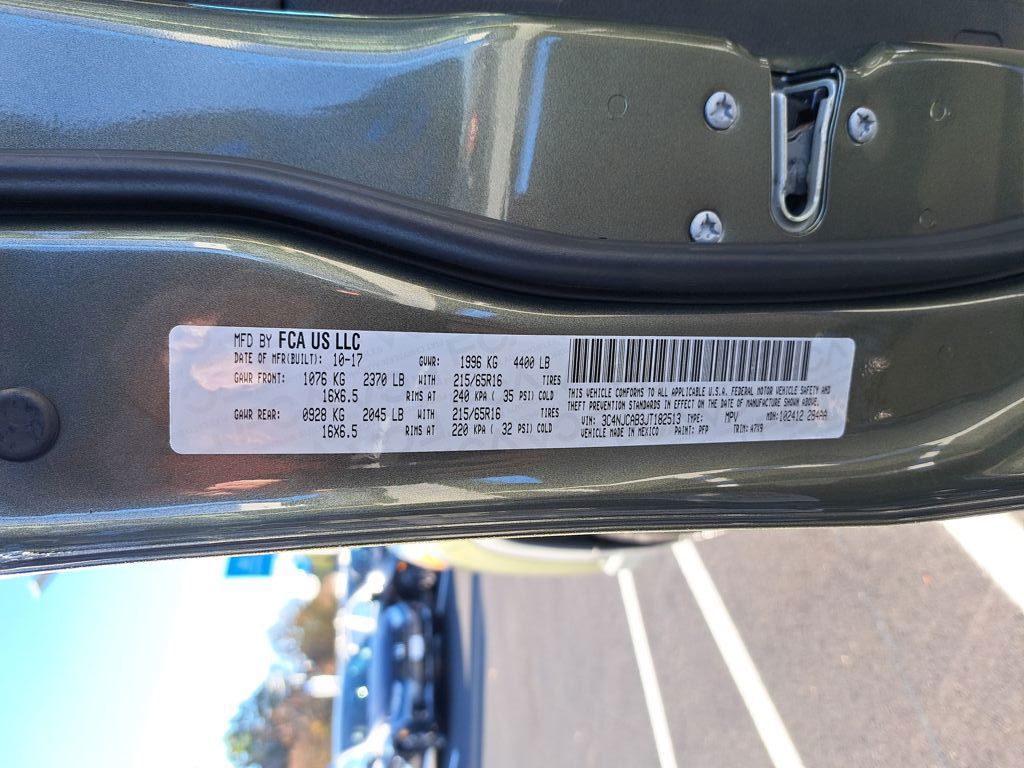 MFD BY FCA US LLC
DATE OF MFR(BUILT): 10-17 GVWR: 1996 KG 4400 LB
GAWR FRONT: 1076 KG 2370 LB WITH 215/65R16 TIRES
16X6.5 RIMS AT 240 KPA ( 35 PSI) COLD
GAWR REAR: 0928 KG 2045 LB WITH 215/65R16 TIRES
16X6.5 RIMS AT 220 KPA ( 32 PSI) COLD
THIS VEHICLE CONFORMS TO ALL APPLICABLE U.S.A. FEDERAL MOTOR VEHICLE SAFETY AND
THEFT PREVENTION STANDARDS IN EFFECT ON THE DATE OF MANUFACTURE SHOWN ABOVE.
VIN: 3C4NJCAB3JT182513 TYPE: MPV MDH:102412 294AA
VEHICLE MADE IN MEXICO PAINT: PFP TRIM: A7X9